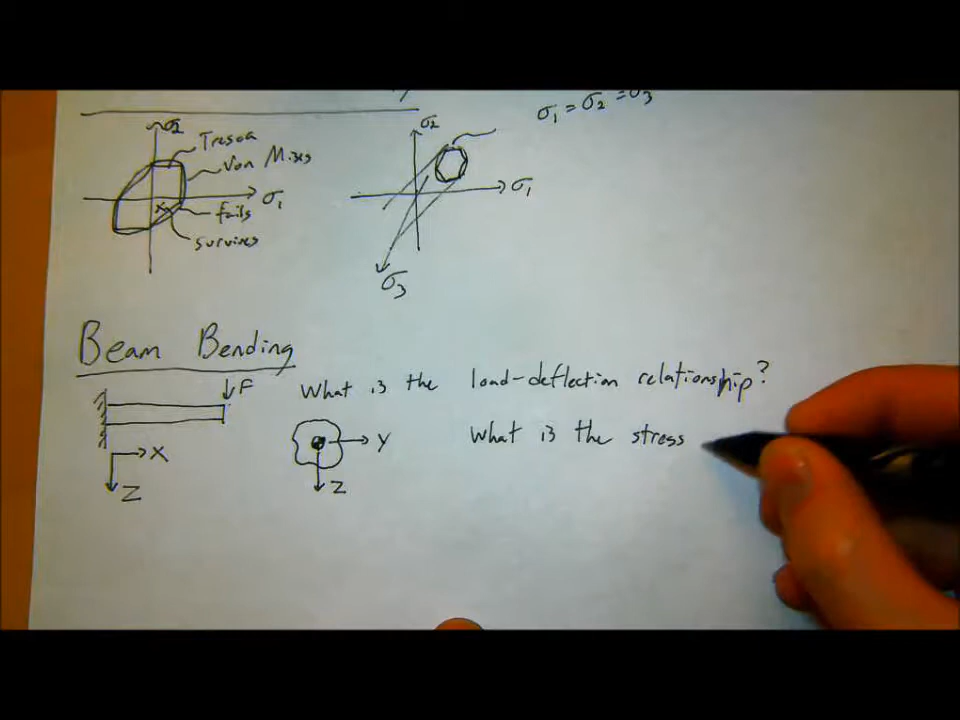 σ1 = σ2 = σ3
σ2
Tresca
Von Mises
σ1
fails
survives
σ2
σ1
σ3
Beam Bending
F
What is the load-deflection relationship?
X
Z
Y
Z
What is the stress